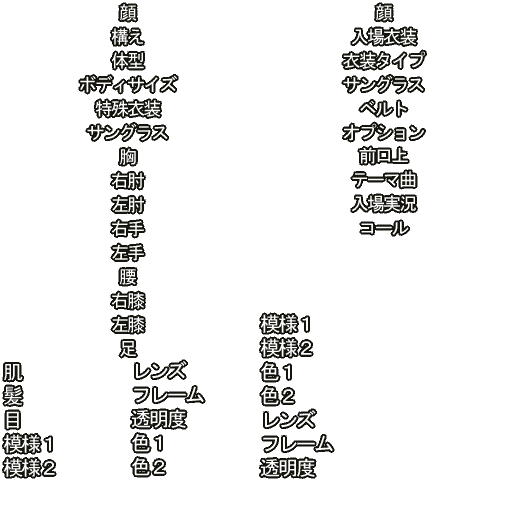 顔
構え
体型
ボディサイズ
特殊衣装
サングラス
胸
右肘
左肘
右手
左手
腰
右膝
左膝
足
顔
入場衣装
衣装タイプ
サングラス
ベルト
オプション
前口上
テーマ曲
入場実況
コール
肌
髪
目
模様１
模様２
レンズ
フレーム
透明度
色１
色２
模様１
模様２
色１
色２
レンズ
フレーム
透明度